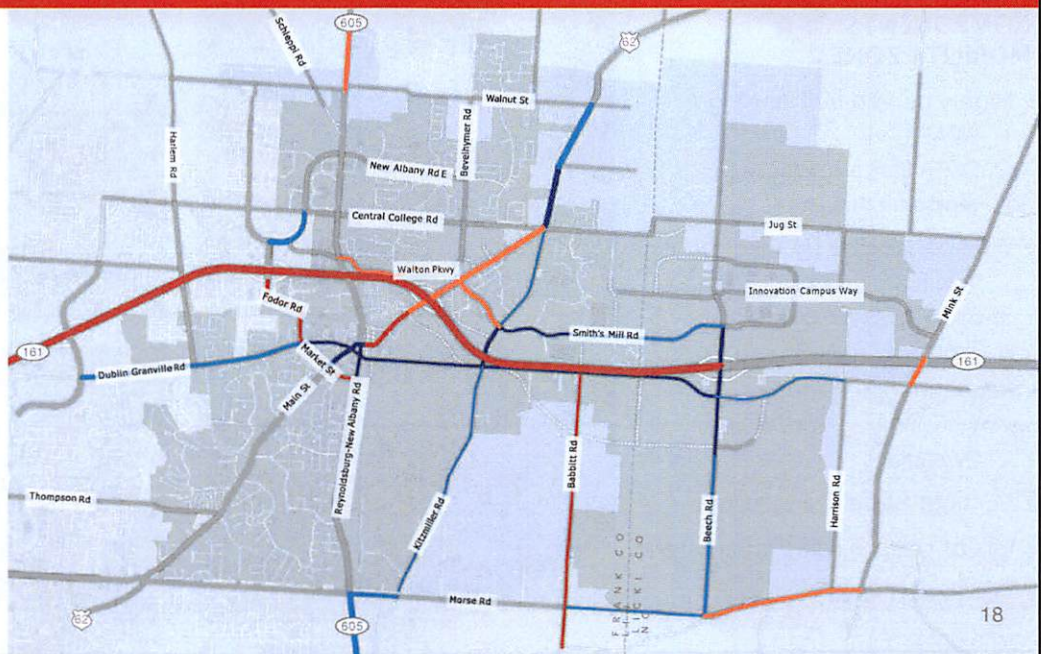 605
Schleppi Rd
62
Walnut St
Harlem Rd
Bevelhymer Rd
New Albany Rd E
Central College Rd
Jug St
Walton Pkwy
Innovation Campus Way
Mink St
Fodor Rd
Smith's Mill Rd
161
161
Market St
Dublin Granville Rd
Main St
Reynoldsburg-New Albany Rd
Babbitt Rd
Thompson Rd
Kitzmiller Rd
Beech Rd
Harrison Rd
FRANK CO
LICKI CO
Morse Rd
62
605
18